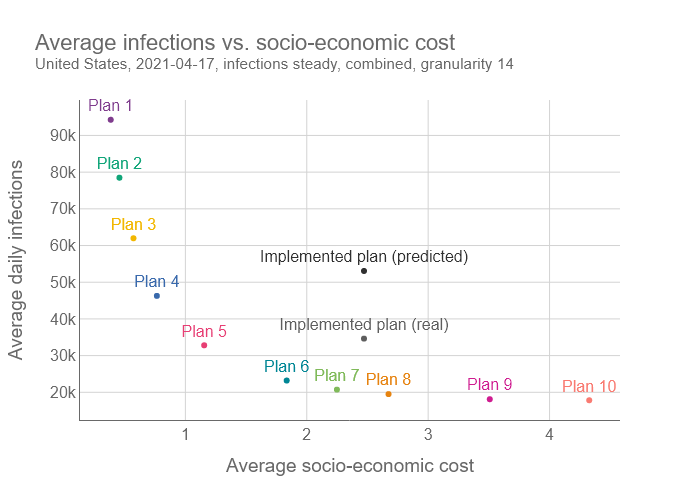 Average infections vs. socio-economic cost
United States, 2021-04-17, infections steady, combined, granularity 14
Plan 1
90k
Plan 2
80k
70k
Plan 3
60k
Implemented plan (predicted)
50k
Plan 4
40k
Implemented plan (real)
Plan 5
30k
Plan 6
Plan 7
Plan 8
Plan 9
Plan 10
20k
1
2
3
4
Average daily infections
Average socio-economic cost